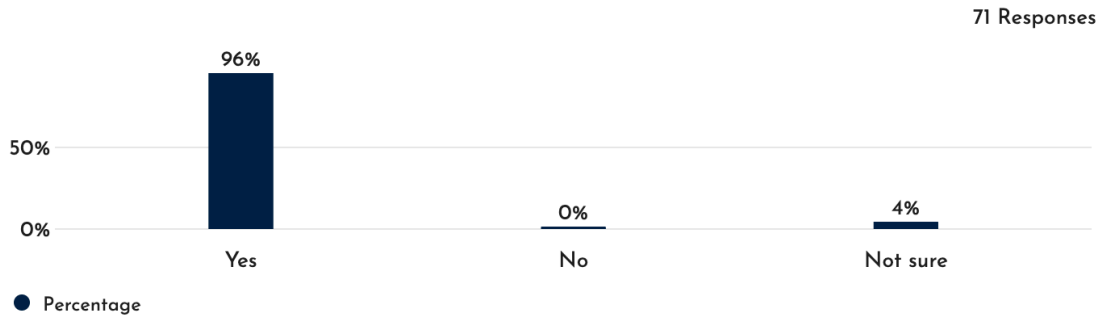 71 Responses
96%
50%
0%
4%
0%
Yes
No
Not sure
Percentage